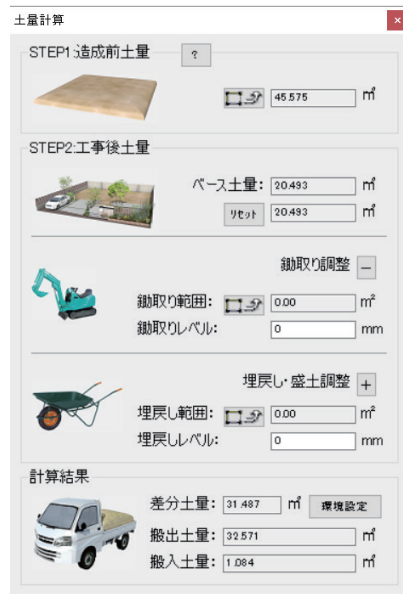 土量計算
×
STEP1:造成前土量
?
45.575 ㎥
STEP2:工事後土量
ベース土量: 20.493 ㎥
リセット 20.493 ㎥
鋤取り調整 −
鋤取り範囲: 0.00 ㎡
鋤取りレベル: 0 mm
埋戻し・盛土調整 +
埋戻し範囲: 0.00 ㎡
埋戻しレベル: 0 mm
計算結果
差分土量: 31.487 ㎥ 環境設定
搬出土量: 32.571 ㎥
搬入土量: 1.084 ㎥